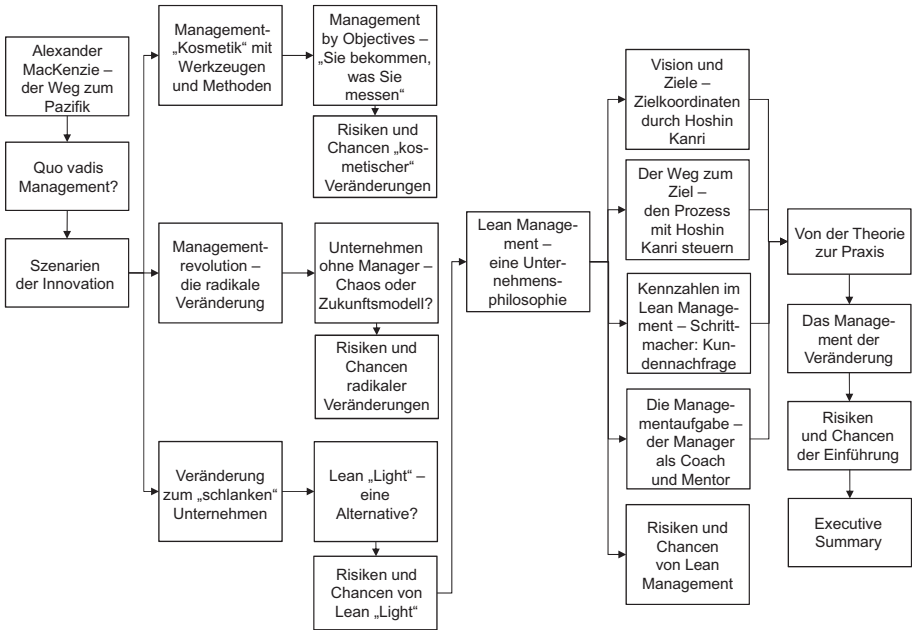 Alexander
MacKenzie –
der Weg zum
Pazifik
Quo vadis
Management?
Szenarien
der Innovation
Management-
„Kosmetik“ mit
Werkzeugen
und Methoden
Management
by Objectives –
„Sie bekommen,
was Sie
messen“
Risiken und
Chancen „kos-
metischer“
Veränderungen
Management-
revolution –
die radikale
Veränderung
Unternehmen
ohne Manager –
Chaos oder
Zukunftsmodell?
Risiken und
Chancen
radikaler
Veränderungen
Veränderung
zum „schlanken“
Unternehmen
Lean „Light“ –
eine
Alternative?
Risiken und
Chancen von
Lean „Light“
Lean Manage-
ment –
eine Unter-
nehmens-
philosophie
Vision und
Ziele –
Zielkoordinaten
durch Hoshin
Kanri
Der Weg zum
Ziel –
den Prozess
mit Hoshin
Kanri steuern
Kennzahlen im
Lean Manage-
ment – Schritt-
macher: Kun-
dennachfrage
Die Manage-
mentaufgabe –
der Manager
als Coach
und Mentor
Risiken und
Chancen
von Lean
Management
Von der Theorie
zur Praxis
Das Manage-
ment der
Veränderung
Risiken
und Chancen
der Einführung
Executive
Summary